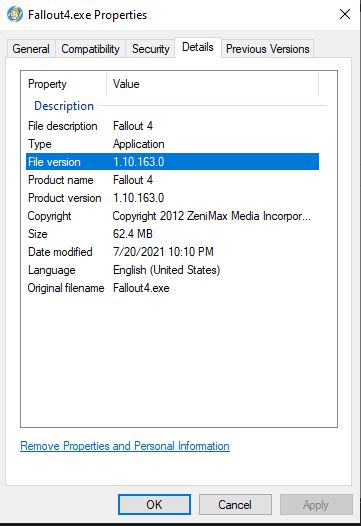 Fallout4.exe Properties
General Compatibility Security Details Previous Versions
Property Value
Description
File description Fallout 4
Type Application
File version 1.10.163.0
Product name Fallout 4
Product version 1.10.163.0
Copyright Copyright 2012 ZeniMax Media Incorpor...
Size 62.4 MB
Date modified 7/20/2021 10:10 PM
Language English (United States)
Original filename Fallout4.exe
Remove Properties and Personal Information
OK Cancel Apply